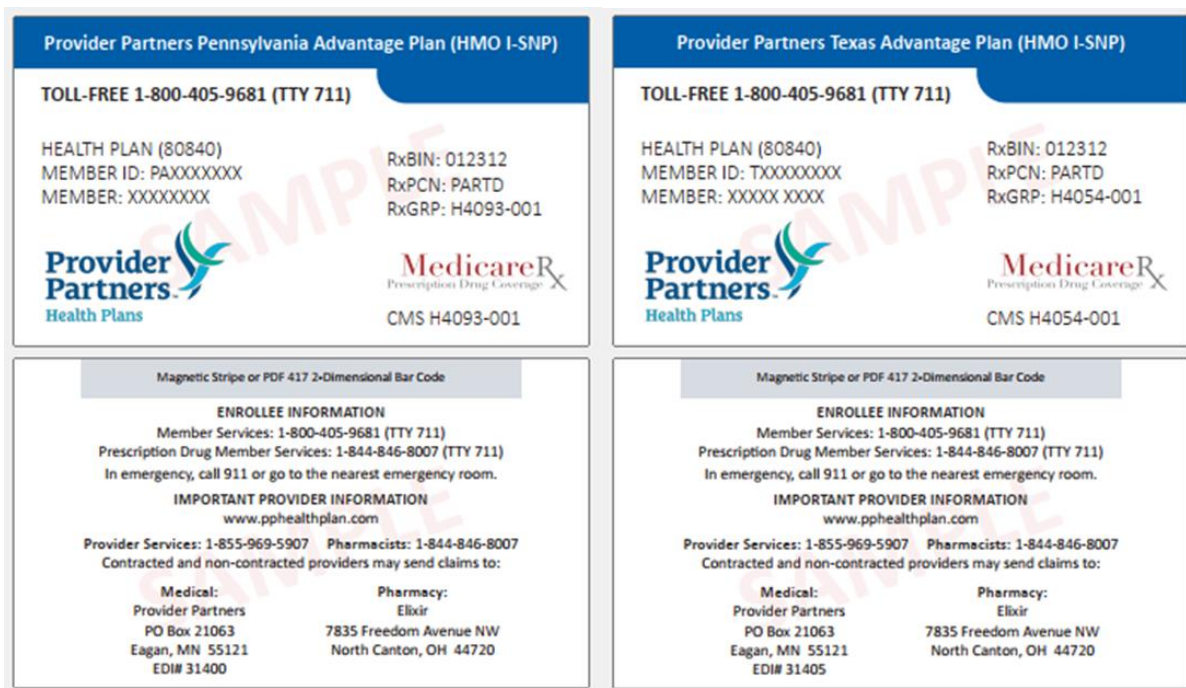 Provider Partners Pennsylvania Advantage Plan (HMO I-SNP)
TOLL-FREE 1-800-405-9681 (TTY 711)
HEALTH PLAN (80840)
MEMBER ID: PAXXXXXXX
MEMBER: XXXXXXXX
RxBIN: 012312
RxPCN: PARTD
RxGRP: H4093-001
SAMPLE
Provider
Partners™
Health Plans
MedicareRx
Prescription Drug Coverage
CMS H4093-001
Provider Partners Texas Advantage Plan (HMO I-SNP)
TOLL-FREE 1-800-405-9681 (TTY 711)
HEALTH PLAN (80840)
MEMBER ID: TXXXXXXXX
MEMBER: XXXXX XXXX
RxBIN: 012312
RxPCN: PARTD
RxGRP: H4054-001
SAMPLE
Provider
Partners™
Health Plans
MedicareRx
Prescription Drug Coverage
CMS H4054-001
Magnetic Stripe or PDF 417 2-Dimensional Bar Code
ENROLLEE INFORMATION
Member Services: 1-800-405-9681 (TTY 711)
Prescription Drug Member Services: 1-844-846-8007 (TTY 711)
In emergency, call 911 or go to the nearest emergency room.
IMPORTANT PROVIDER INFORMATION
www.pphealthplan.com
Provider Services: 1-855-969-5907 Pharmacists: 1-844-846-8007
Contracted and non-contracted providers may send claims to:
Medical:
Provider Partners
PO Box 21063
Eagan, MN 55121
EDI# 31400
Pharmacy:
Elixir
7835 Freedom Avenue NW
North Canton, OH 44720
SAMPLE
Magnetic Stripe or PDF 417 2-Dimensional Bar Code
ENROLLEE INFORMATION
Member Services: 1-800-405-9681 (TTY 711)
Prescription Drug Member Services: 1-844-846-8007 (TTY 711)
In emergency, call 911 or go to the nearest emergency room.
IMPORTANT PROVIDER INFORMATION
www.pphealthplan.com
Provider Services: 1-855-969-5907 Pharmacists: 1-844-846-8007
Contracted and non-contracted providers may send claims to:
Medical:
Provider Partners
PO Box 21063
Eagan, MN 55121
EDI# 31405
Pharmacy:
Elixir
7835 Freedom Avenue NW
North Canton, OH 44720
SAMPLE